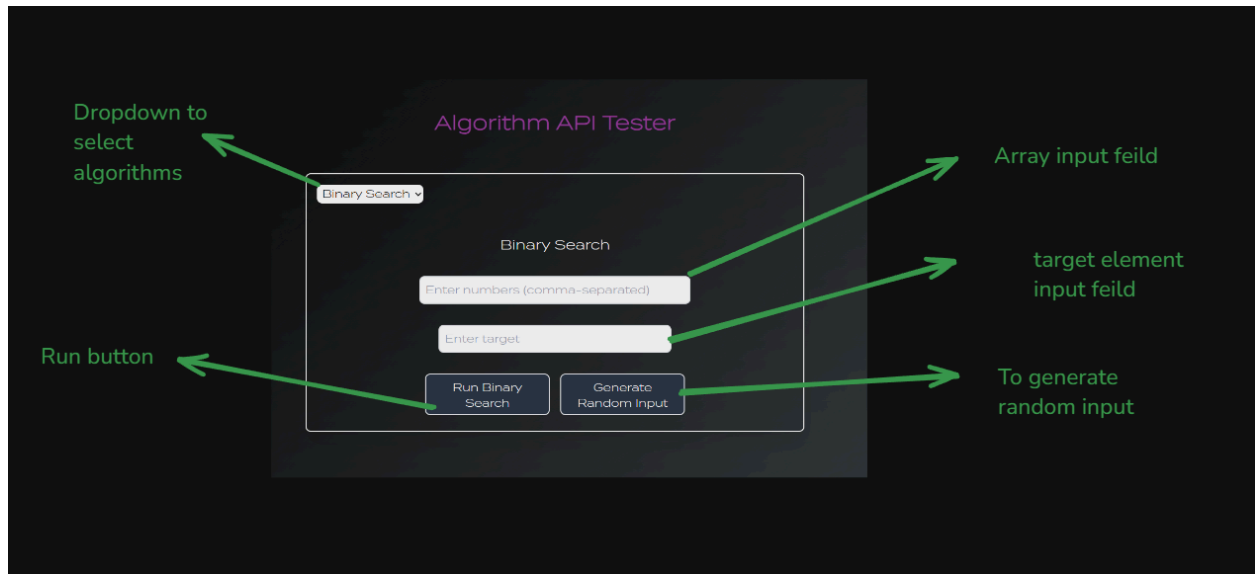 Dropdown to
select
algorithms
Algorithm API Tester
Array input feild
Binary Search
Binary Search
Enter numbers (comma-separated)
target element
input feild
Enter target
Run button
Run Binary
Search
Generate
Random Input
To generate
random input